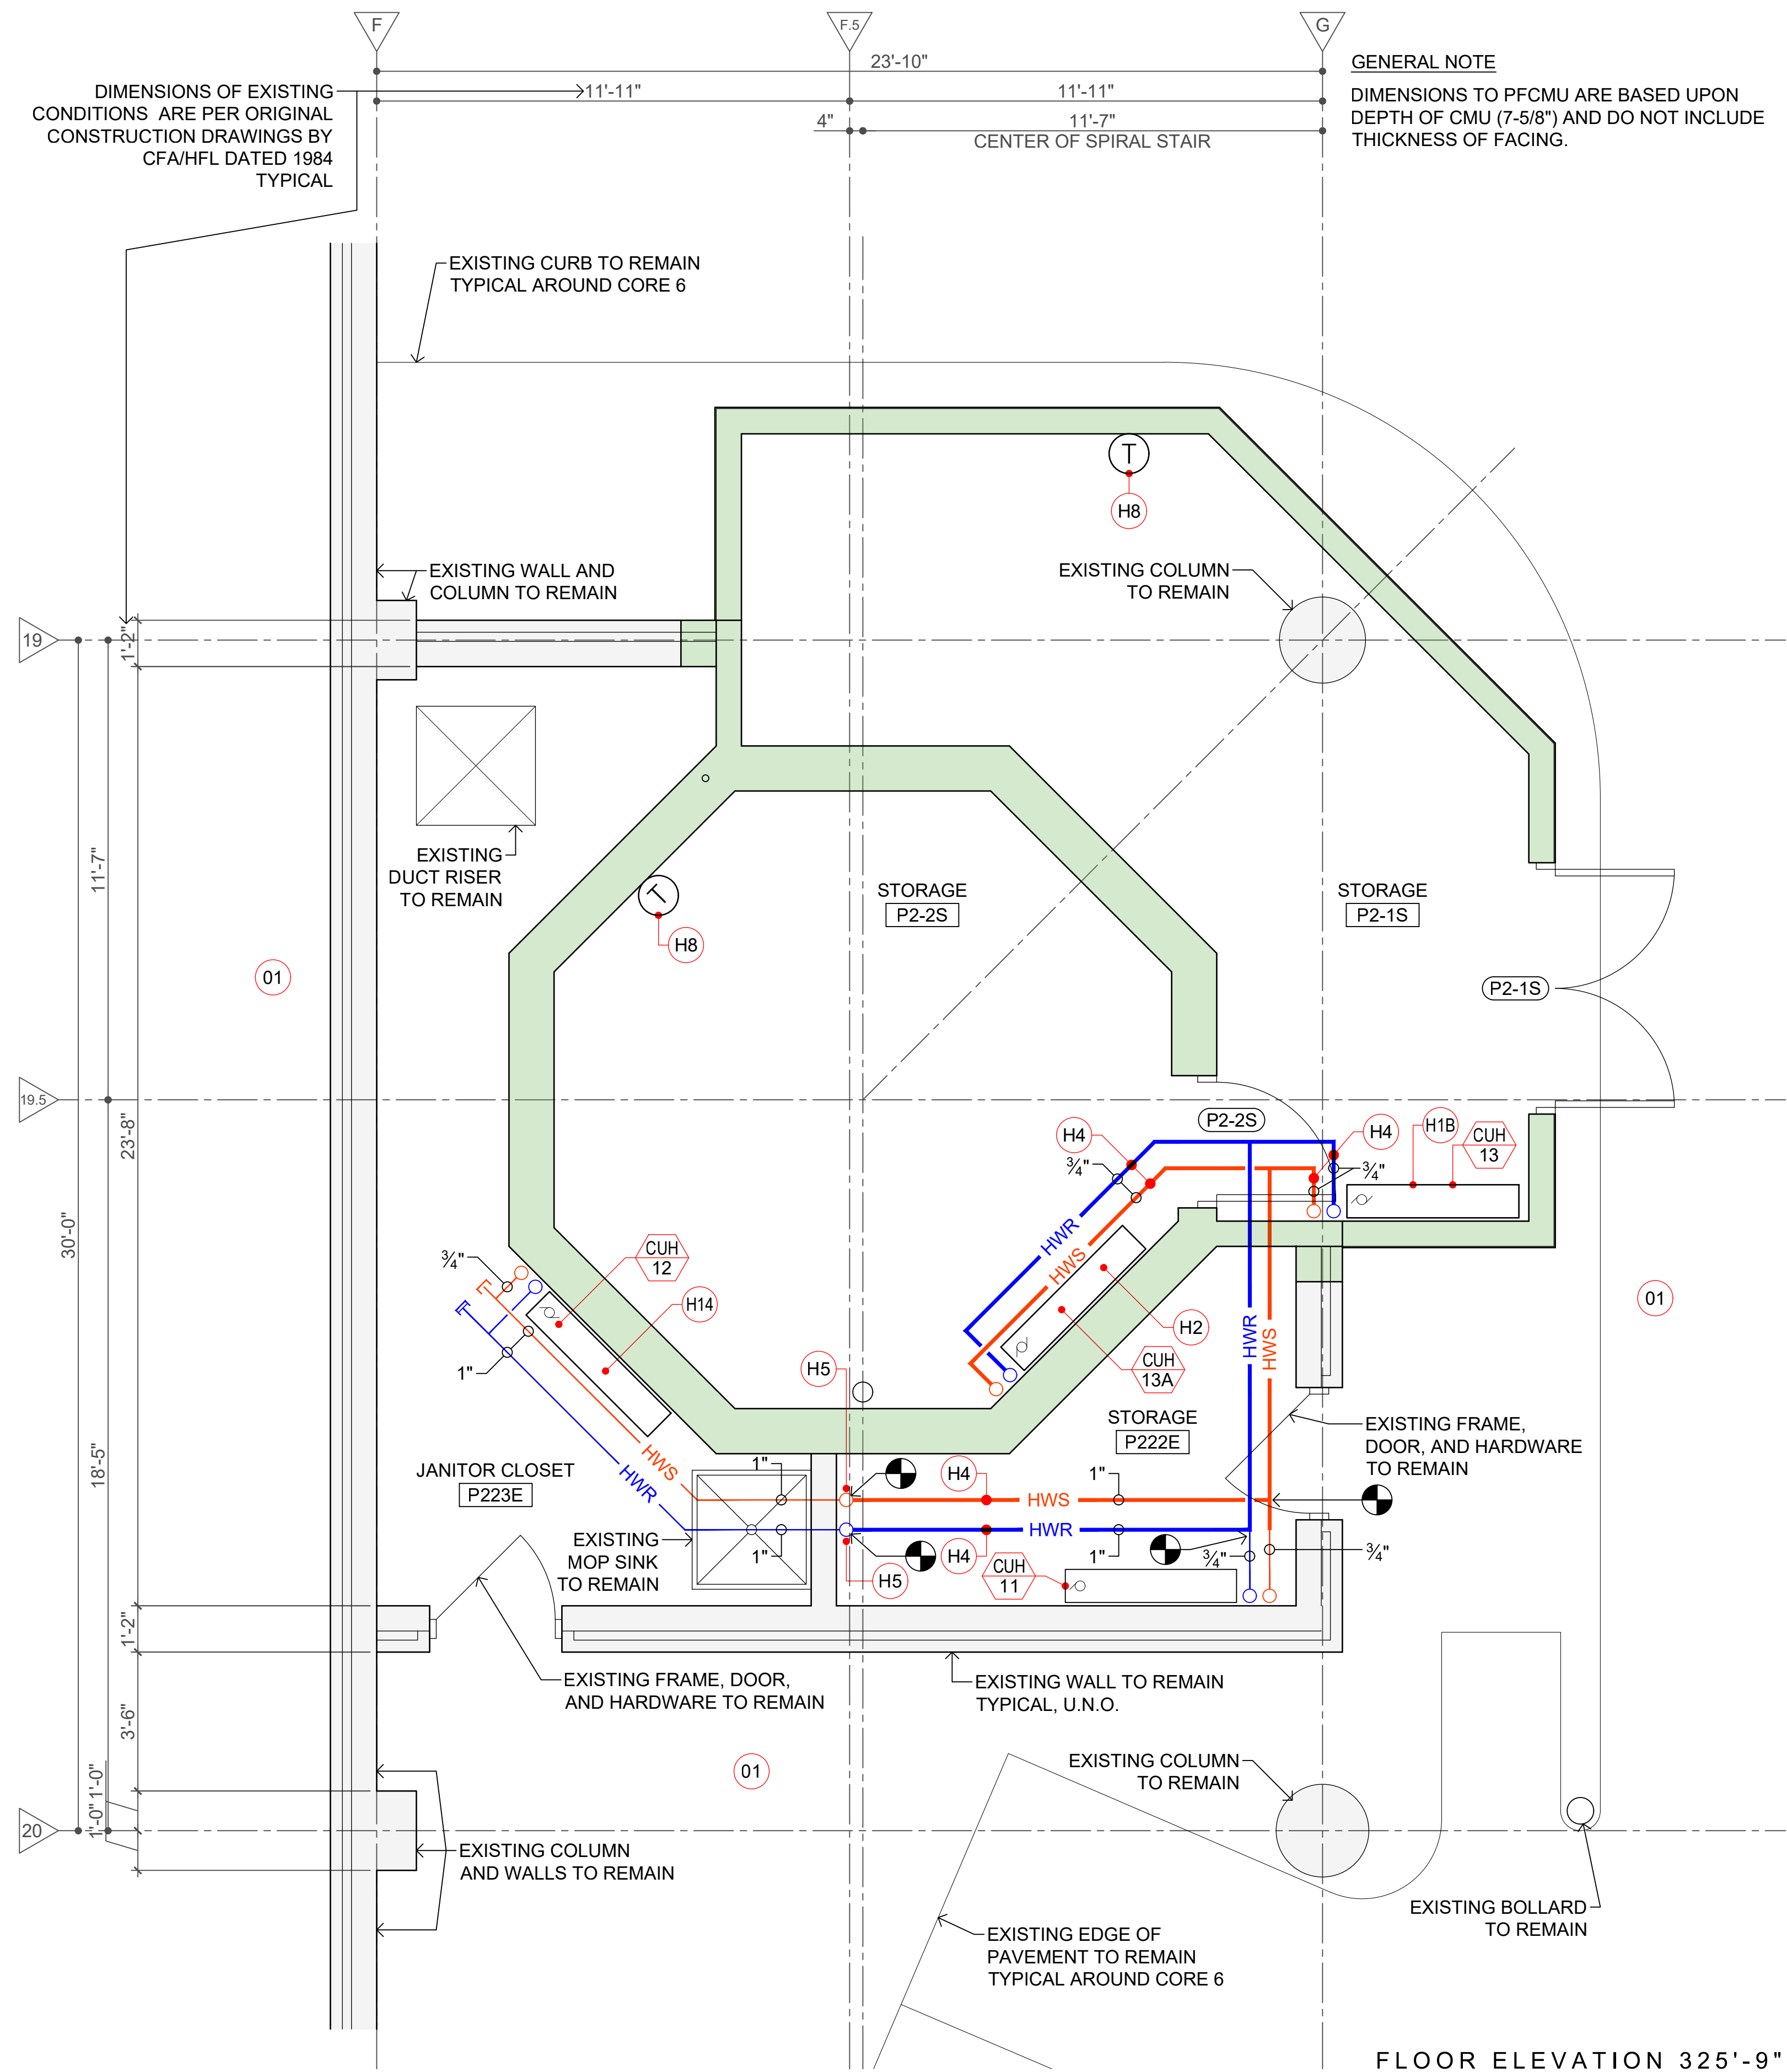 F
F.5
G
23'-10"
11'-11"
11'-11"
4"
11'-7"
CENTER OF SPIRAL STAIR
GENERAL NOTE
DIMENSIONS TO PFCMU ARE BASED UPON
DEPTH OF CMU (7-5/8") AND DO NOT INCLUDE
THICKNESS OF FACING.
DIMENSIONS OF EXISTING
CONDITIONS ARE PER ORIGINAL
CONSTRUCTION DRAWINGS BY
CFA/HFL DATED 1984
TYPICAL
EXISTING CURB TO REMAIN
TYPICAL AROUND CORE 6
T
H8
EXISTING WALL AND
COLUMN TO REMAIN
EXISTING COLUMN
TO REMAIN
19
1'-2"
EXISTING
DUCT RISER
TO REMAIN
11'-7"
T
H8
STORAGE
P2-2S
STORAGE
P2-1S
01
P2-1S
19.5
23'-8"
30'-0"
18'-5"
P2-2S
H4
3/4"
H4
3/4"
H1B
CUH
13
HWR
HWS
CUH
12
3/4"
H14
1"
H2
CUH
13A
HWR
HWS
01
H5
STORAGE
P222E
EXISTING FRAME,
DOOR, AND HARDWARE
TO REMAIN
HWS
HWR
JANITOR CLOSET
P223E
1"
H4
1"
HWS
HWR
EXISTING
MOP SINK
TO REMAIN
1"
H5
H4
1"
CUH
11
3/4"
3/4"
1'-2"
EXISTING FRAME, DOOR,
AND HARDWARE TO REMAIN
EXISTING WALL TO REMAIN
TYPICAL, U.N.O.
3'-6"
01
EXISTING COLUMN
TO REMAIN
1'-0"
1'-0"
20
EXISTING COLUMN
AND WALLS TO REMAIN
EXISTING BOLLARD
TO REMAIN
EXISTING EDGE OF
PAVEMENT TO REMAIN
TYPICAL AROUND CORE 6
FLOOR ELEVATION 325'-9"